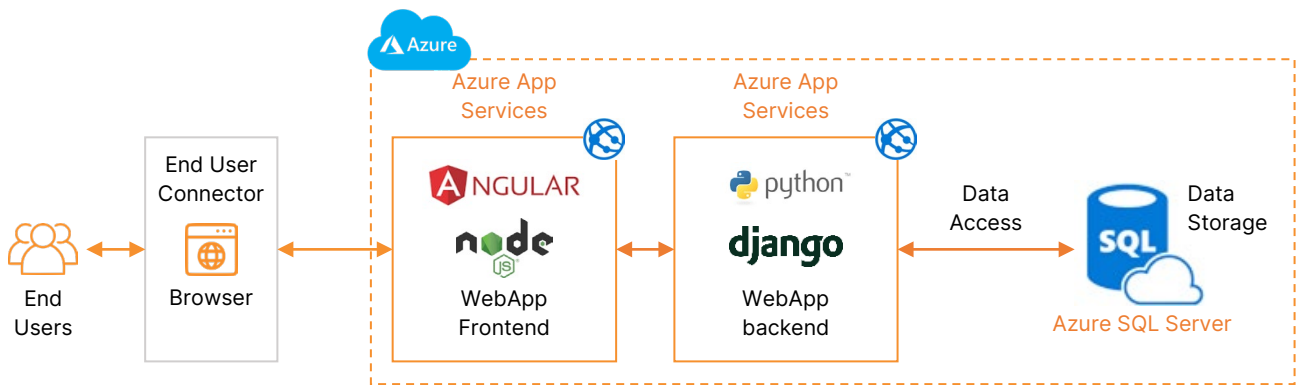 Azure
Azure App
Services
Azure App
Services
End User
Connector
Browser
End
Users
ANGULAR
node
JS
WebApp
Frontend
python™
django
WebApp
backend
Data
Access
SQL
Data
Storage
Azure SQL Server